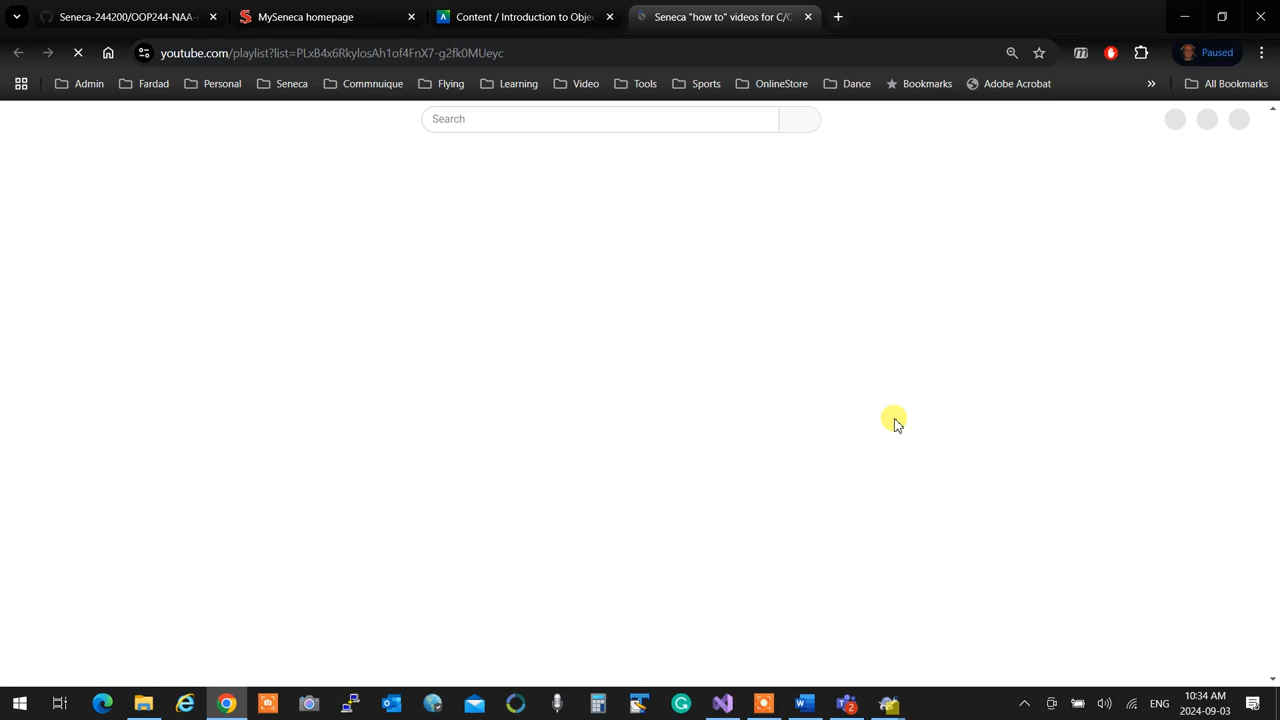 Seneca-244200/OOP244-NAA-
MySeneca homepage
Content / Introduction to Obje
Seneca "how to" videos for C/C
youtube.com/playlist?list=PLxB4x6RkylosAh1of4FnX7-g2fk0MUeyc
Paused
Admin
Fardad
Personal
Seneca
Commnuique
Flying
Learning
Video
Tools
Sports
OnlineStore
Dance
Bookmarks
Adobe Acrobat
All Bookmarks
Search
ENG
10:34 AM
2024-09-03